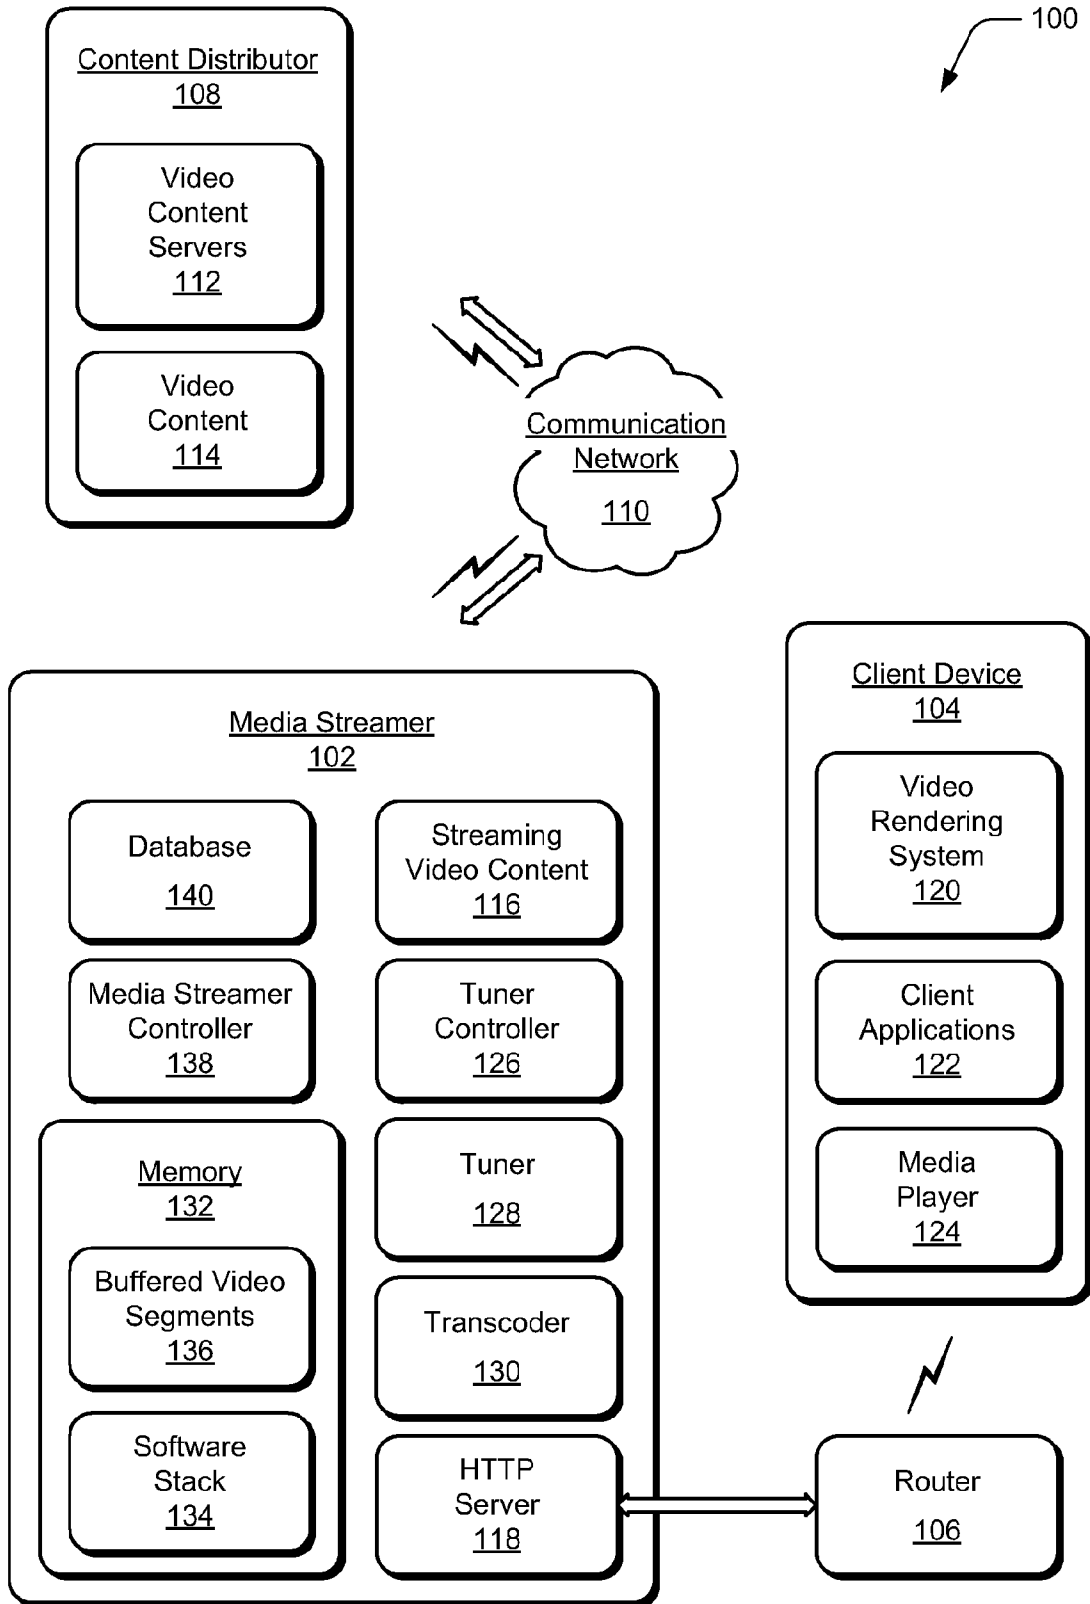 100
Content Distributor
108
Video
Content
Servers
112
Video
Content
114
Communication
Network
110
Media Streamer
102
Database
140
Streaming
Video Content
116
Media Streamer
Controller
138
Tuner
Controller
126
Memory
132
Buffered Video
Segments
136
Software
Stack
134
Tuner
128
Transcoder
130
HTTP
Server
118
Client Device
104
Video
Rendering
System
120
Client
Applications
122
Media
Player
124
Router
106